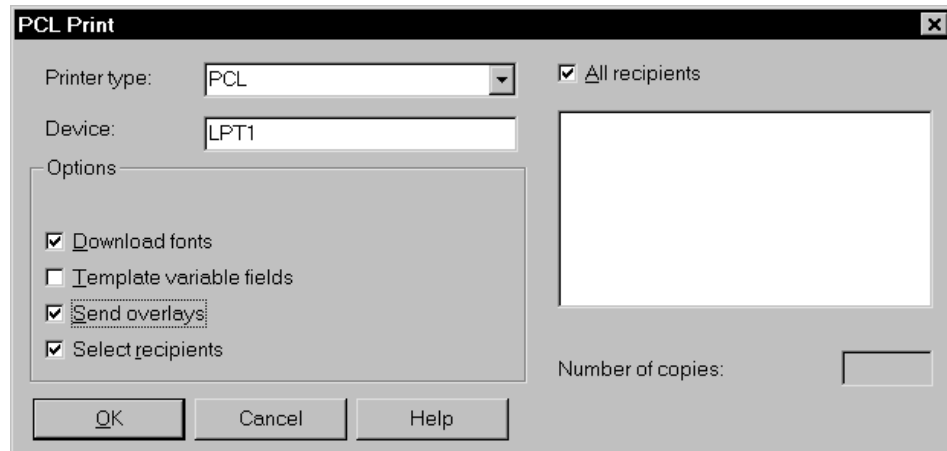 PCL Print
Printer type:
PCL
All recipients
Device:
LPT1
Options
Download fonts
Template variable fields
Send overlays
Select recipients
Number of copies:
OK
Cancel
Help